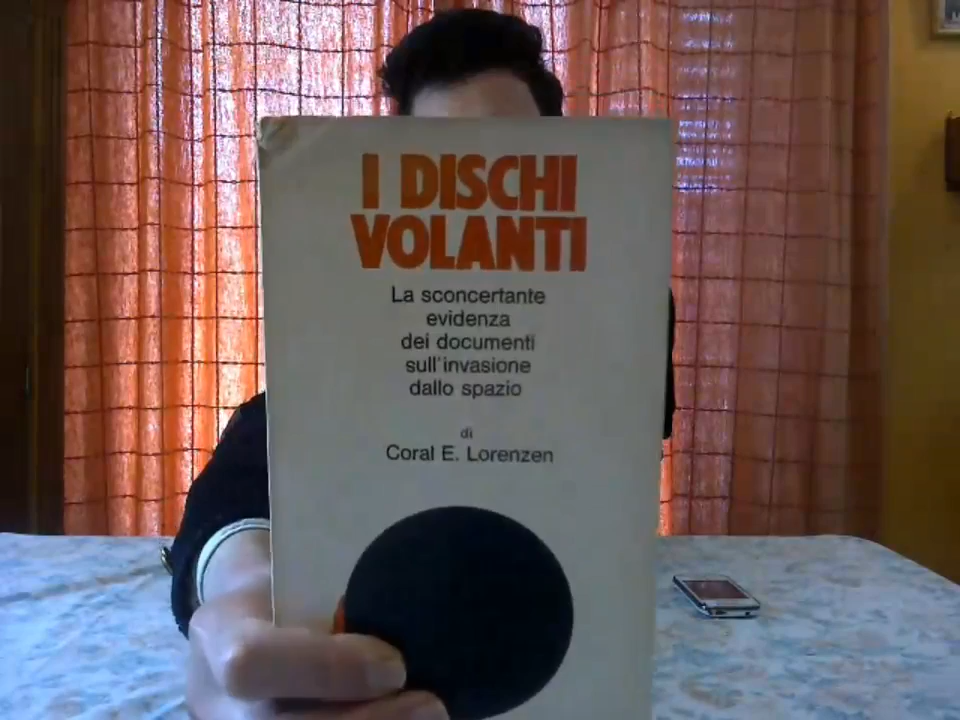 I DISCHI
VOLANTI
La sconcertante
evidenza
dei documenti
sull'invasione
dallo spazio
di
Coral E. Lorenzen